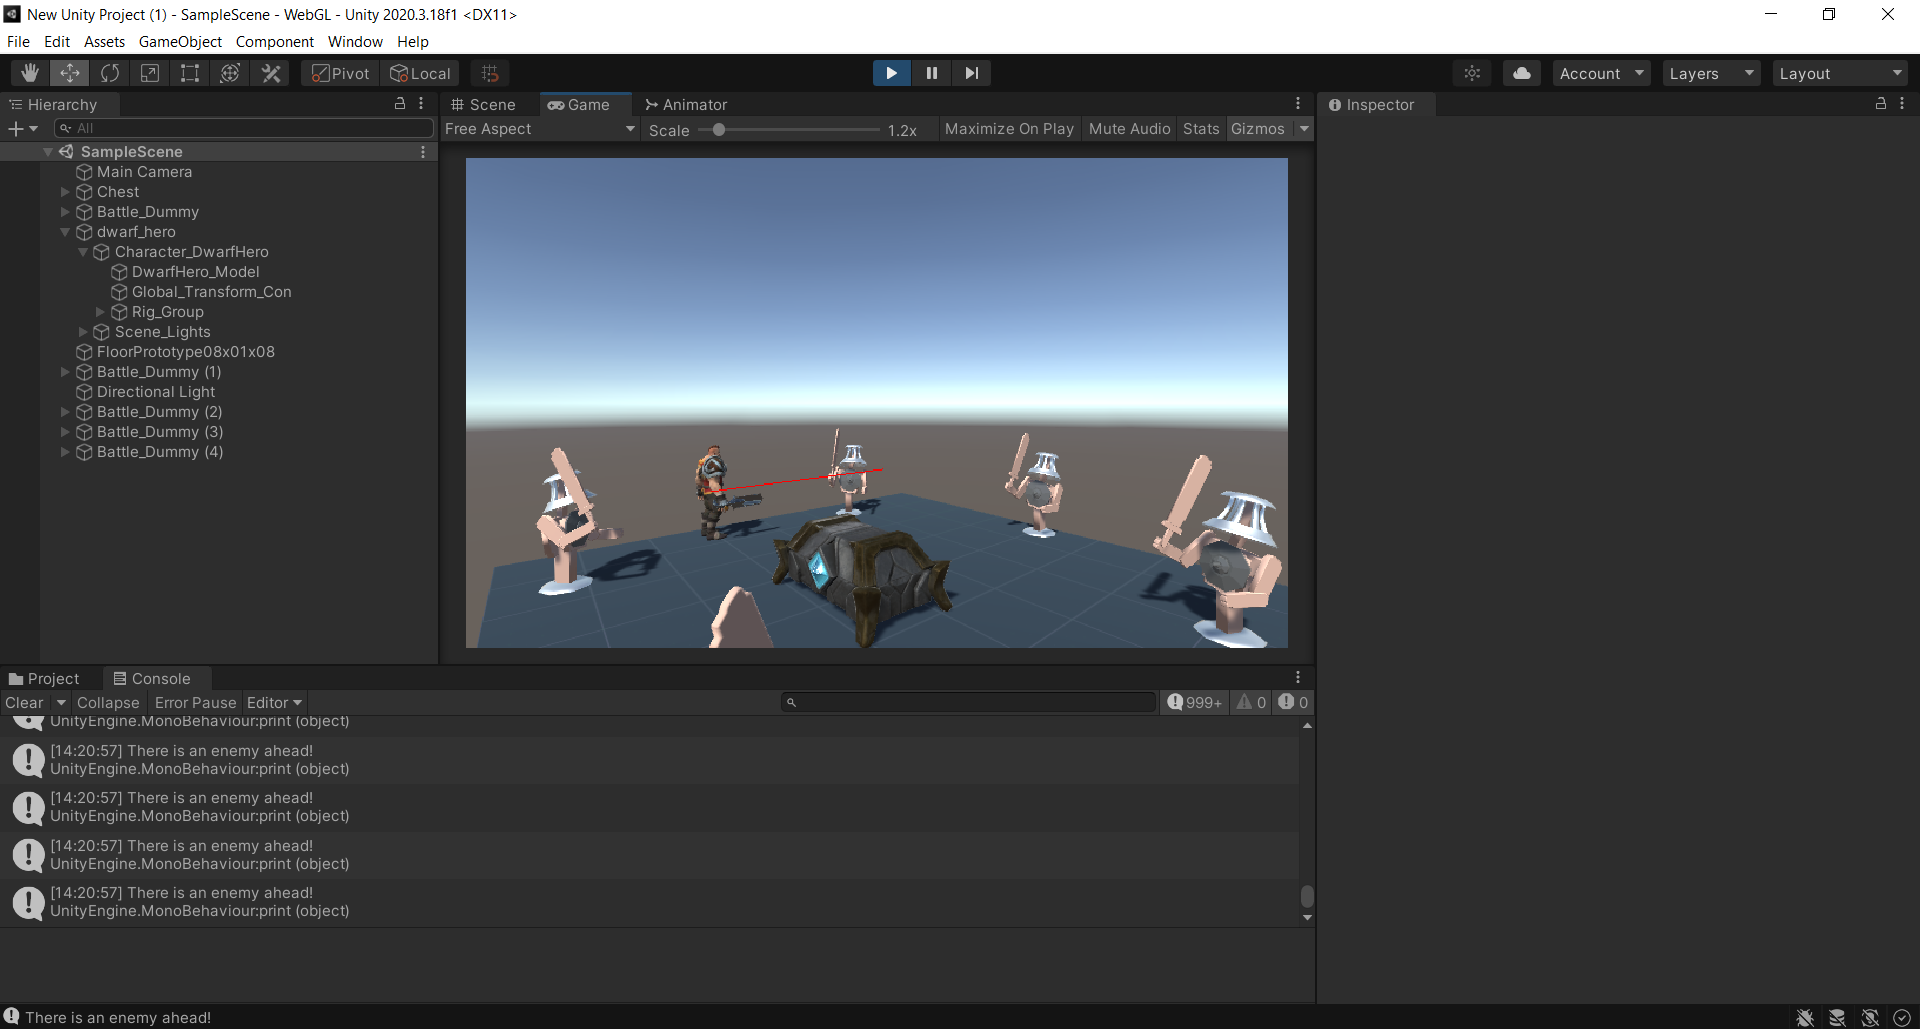 New Unity Project (1) - SampleScene - WebGL - Unity 2020.3.18f1 <DX11>
File Edit Assets GameObject Component Window Help
Pivot Local Account Layers Layout
Hierarchy
All
SampleScene
Main Camera
Chest
Battle_Dummy
dwarf_hero
Character_DwarfHero
DwarfHero_Model
Global_Transform_Con
Rig_Group
Scene_Lights
FloorPrototype08x01x08
Battle_Dummy (1)
Directional Light
Battle_Dummy (2)
Battle_Dummy (3)
Battle_Dummy (4)
Scene Game Animator
Free Aspect Scale 1.2x Maximize On Play Mute Audio Stats Gizmos
Inspector
Project Console
Clear Collapse Error Pause Editor 999+ 0 0
UnityEngine.MonoBehaviour:print (object)
[14:20:57] There is an enemy ahead!
UnityEngine.MonoBehaviour:print (object)
[14:20:57] There is an enemy ahead!
UnityEngine.MonoBehaviour:print (object)
[14:20:57] There is an enemy ahead!
UnityEngine.MonoBehaviour:print (object)
[14:20:57] There is an enemy ahead!
UnityEngine.MonoBehaviour:print (object)
There is an enemy ahead!